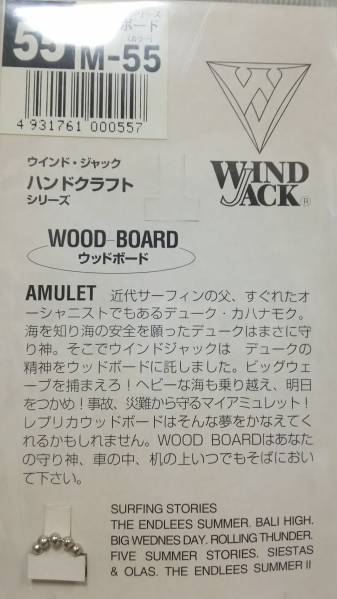 55
シリーズ
ボード
(カラー)
M-55
4 931761 000557
WIND
JACK®
ウインド・ジャック
ハンドクラフト
シリーズ
WOOD-BOARD
ウッドボード
AMULET 近代サーフィンの父、すぐれたオ
ーシャニストでもあるデューク・カハナモク。
海を知り海の安全を願ったデュークはまさに守
り神。そこでウインドジャックは デュークの
精神をウッドボードに託しました。ビッグウェ
ーブを捕まえろ！ヘビーな海も乗り越え、明日
をつかめ！事故、災難から守るマイアミュレット！
レプリカウッドボードはそんな夢をかなえてく
れるかもしれません。WOOD BOARDはあなた
の守り神、車の中、机の上いつでもそばにおい
て下さい。
SURFING STORIES
THE ENDLEES SUMMER. BALI HIGH.
BIG WEDNES DAY. ROLLING THUNDER.
FIVE SUMMER STORIES. SIESTAS
& OLAS. THE ENDLEES SUMMER II